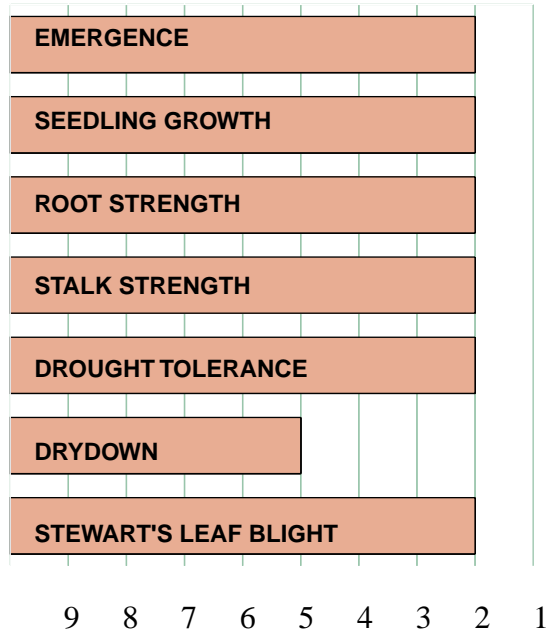 EMERGENCE
SEEDLING GROWTH
ROOT STRENGTH
STALK STRENGTH
DROUGHT TOLERANCE
DRYDOWN
STEWART'S LEAF BLIGHT
9 8 7 6 5 4 3 2 1